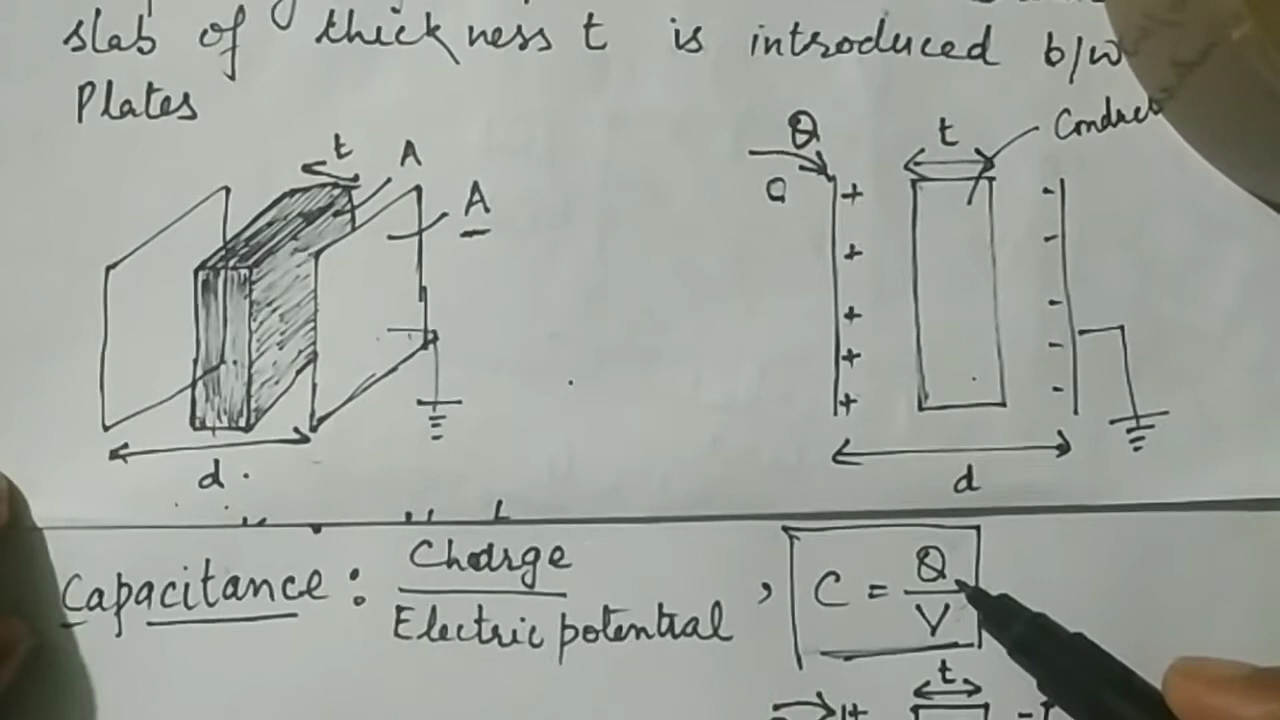 slab of thickness t is introduced b/w
Plates
t
A
A
d.
Q
t
+
+
+
+
+
-
-
-
-
-
d
Capacitance : Charge / Electric potential , C = Q / V
t